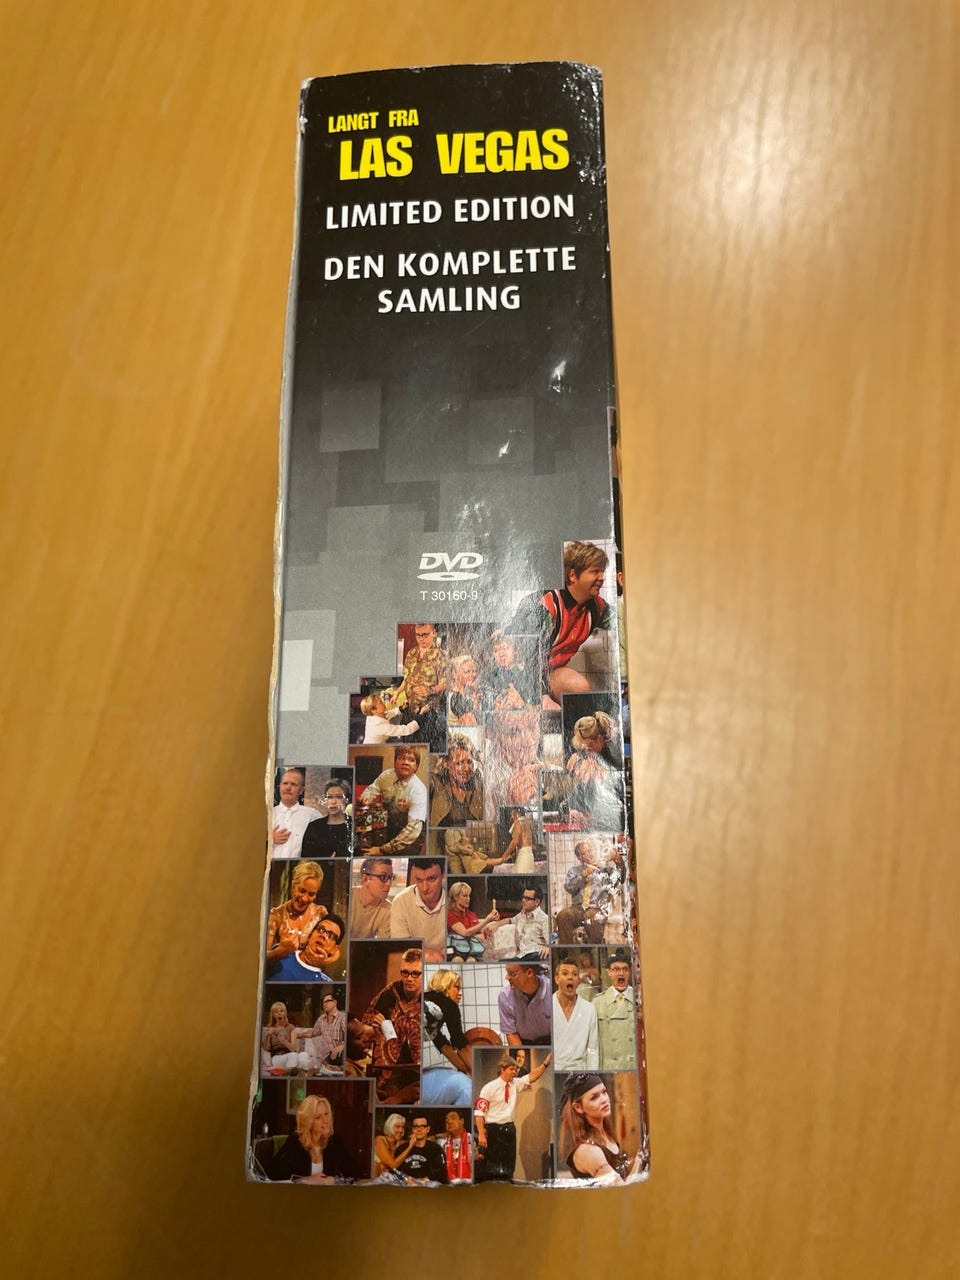 LANGT FRA
LAS VEGAS
LIMITED EDITION
DEN KOMPLETTE
SAMLING
DVD
T 30160-9